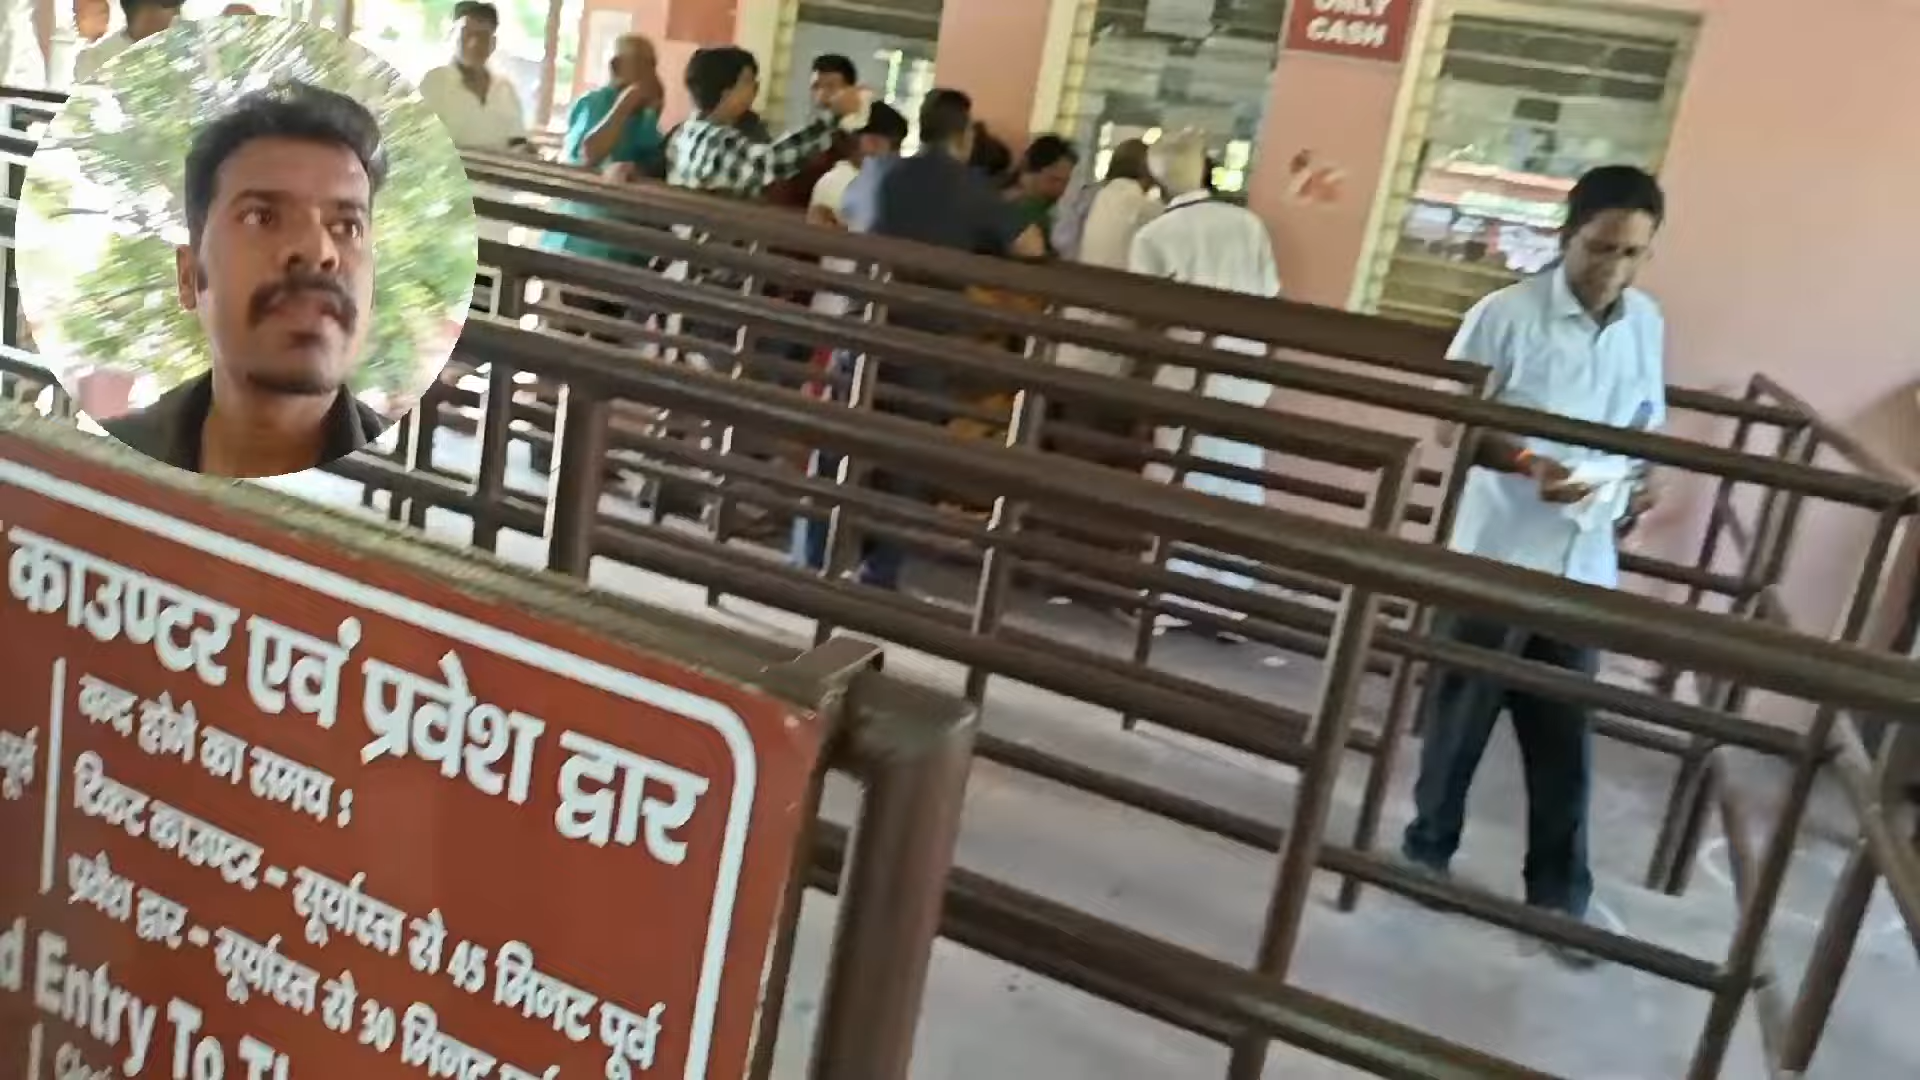 ONLY
CASH
काउण्टर एवं प्रवेश द्वार
बन्द होने का समय :
पूर्व
टिकट काउण्टर - सूर्यास्त से 45 मिनट पूर्व
प्रवेश द्वार - सूर्यास्त से 30 मिनट पूर्व
Entry To